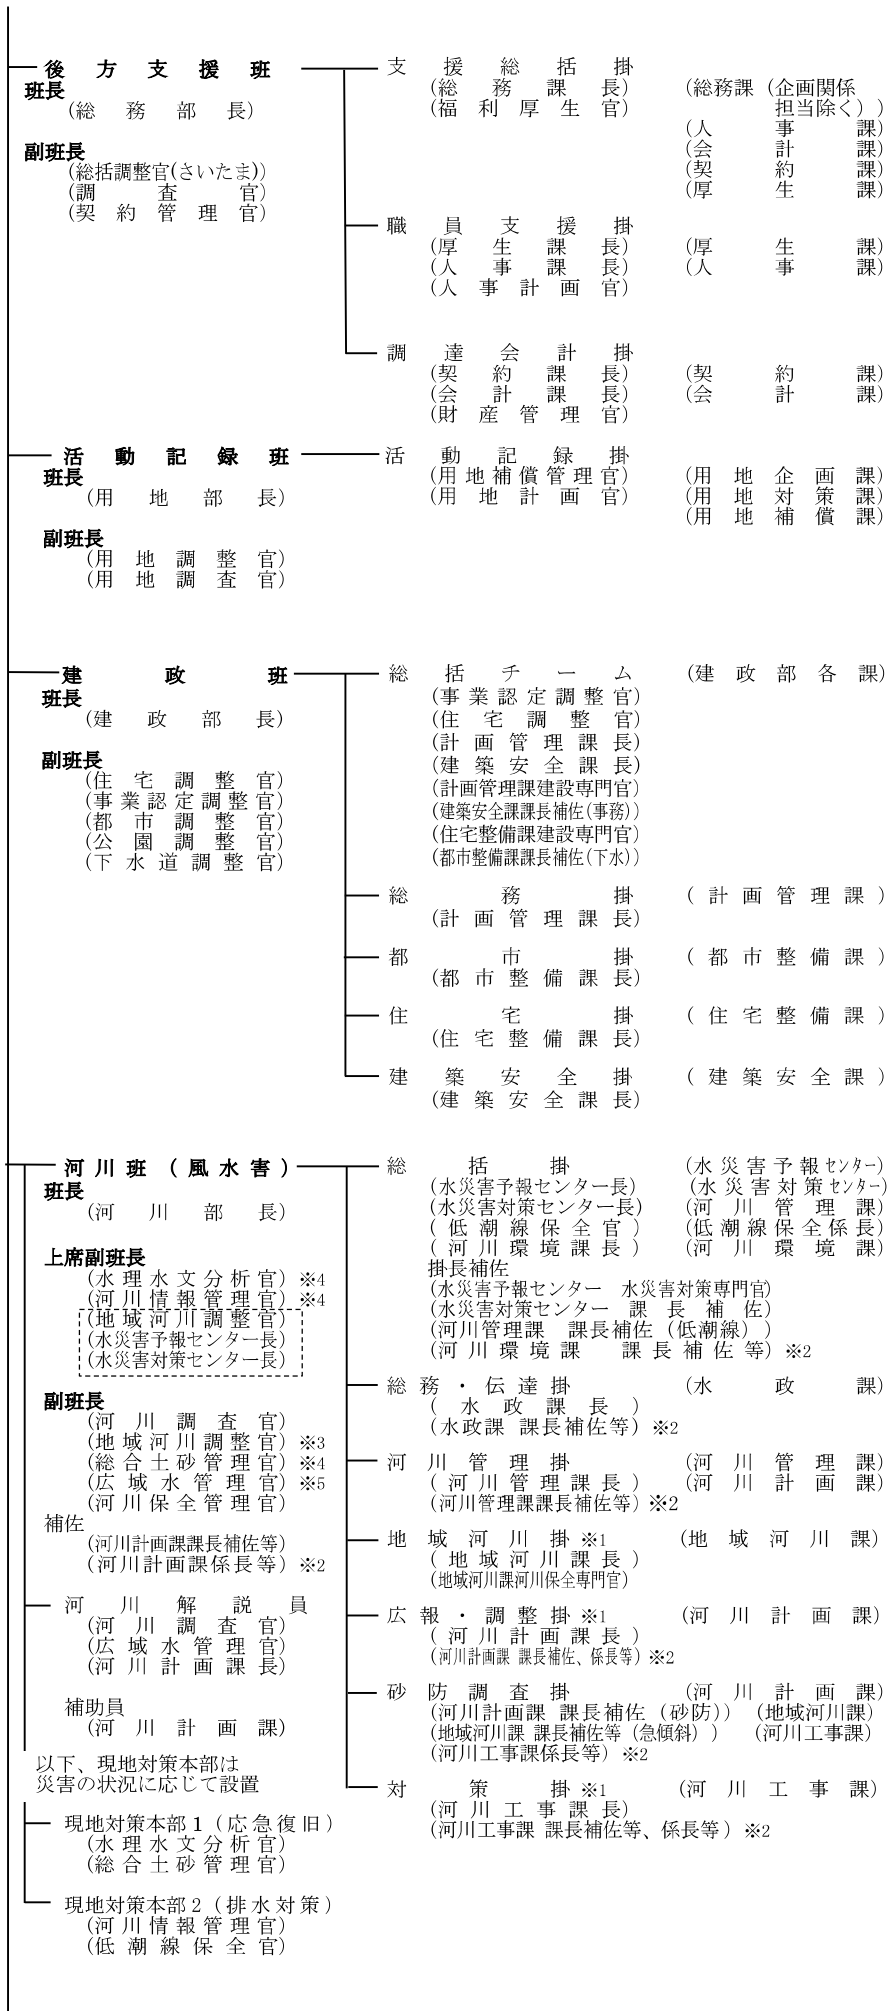 後方支援班 支援総括掛
班長 (総務課長) (総務課(企画関係
(総務部長) (福利厚生官) 担当除く))
(人事課)
副班長 (会計課)
(総括調整官(さいたま)) (契約課)
(調査官) (厚生課)
(契約管理官)
職員支援掛
(厚生課長) (厚生課)
(人事課長) (人事課)
(人事計画官)
調達会計掛
(契約課長) (契約課)
(会計課長) (会計課)
(財産管理官)
活動記録班 活動記録掛
班長 (用地補償管理官) (用地企画課)
(用地部長) (用地計画官) (用地対策課)
(用地補償課)
副班長
(用地調整官)
(用地調査官)
建政班 総括チーム (建政部各課)
班長 (事業認定調整官)
(建政部長) (住宅調整官)
(計画管理課長)
副班長 (建築安全課長)
(住宅調整官) (計画管理課建設専門官)
(事業認定調整官) (建築安全課課長補佐(事務))
(都市調整官) (住宅整備課建設専門官)
(公園調整官) (都市整備課課長補佐(下水))
(下水道調整官)
総務掛 (計画管理課)
(計画管理課長)
都市掛 (都市整備課)
(都市整備課長)
住宅掛 (住宅整備課)
(住宅整備課長)
建築安全掛 (建築安全課)
(建築安全課長)
河川班(風水害) 総括掛 (水災害予報センター)
班長 (水災害予報センター長) (水災害対策センター)
(河川部長) (水災害対策センター長) (河川管理課)
(低潮線保全官) (低潮線保全係長)
(河川環境課長) (河川環境課)
上席副班長 掛長補佐
(水理水文分析官)※4 (水災害予報センター 水災害対策専門官)
(河川情報管理官)※4 (水災害対策センター 課長補佐)
(地域河川調整官) (河川管理課 課長補佐(低潮線))
(水災害予報センター長) (河川環境課 課長補佐等)※2
(水災害対策センター長)
総務・伝達掛 (水政課)
副班長 (水政課長)
(河川調査官) (水政課 課長補佐等)※2
(地域河川調整官)※3
(総合土砂管理官)※4 河川管理掛 (河川管理課)
(広域水管理官)※5 (河川管理課長) (河川計画課)
(河川保全管理官) (河川管理課課長補佐等)※2
補佐
(河川計画課課長補佐等) 地域河川掛※1 (地域河川課)
(河川計画課係長等)※2 (地域河川課長)
(地域河川課河川保全専門官)
河川解説員
(河川調査官) 広報・調整掛※1 (河川計画課)
(広域水管理官) (河川計画課長)
(河川計画課長) (河川計画課 課長補佐、係長等)※2
砂防調査掛 (河川計画課)
補助員 (河川計画課 課長補佐(砂防)) (地域河川課)
(河川計画課) (地域河川課 課長補佐等(急傾斜)) (河川工事課)
(河川工事課係長等)※2
以下、現地対策本部は
災害の状況に応じて設置 対策掛※1 (河川工事課)
(河川工事課長)
現地対策本部1(応急復旧) (河川工事課 課長補佐等、係長等)※2
(水理水文分析官)
(総合土砂管理官)
現地対策本部2(排水対策)
(河川情報管理官)
(低潮線保全官)